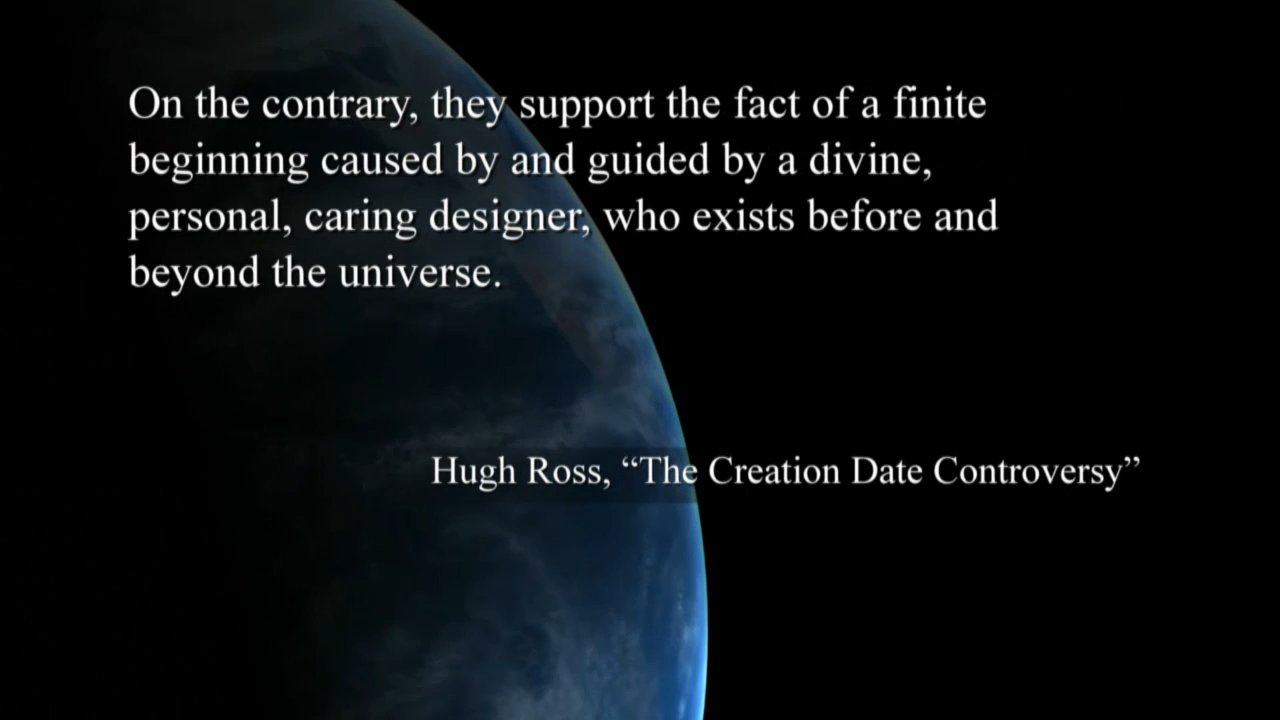 On the contrary, they support the fact of a finite
beginning caused by and guided by a divine,
personal, caring designer, who exists before and
beyond the universe.
Hugh Ross, “The Creation Date Controversy”